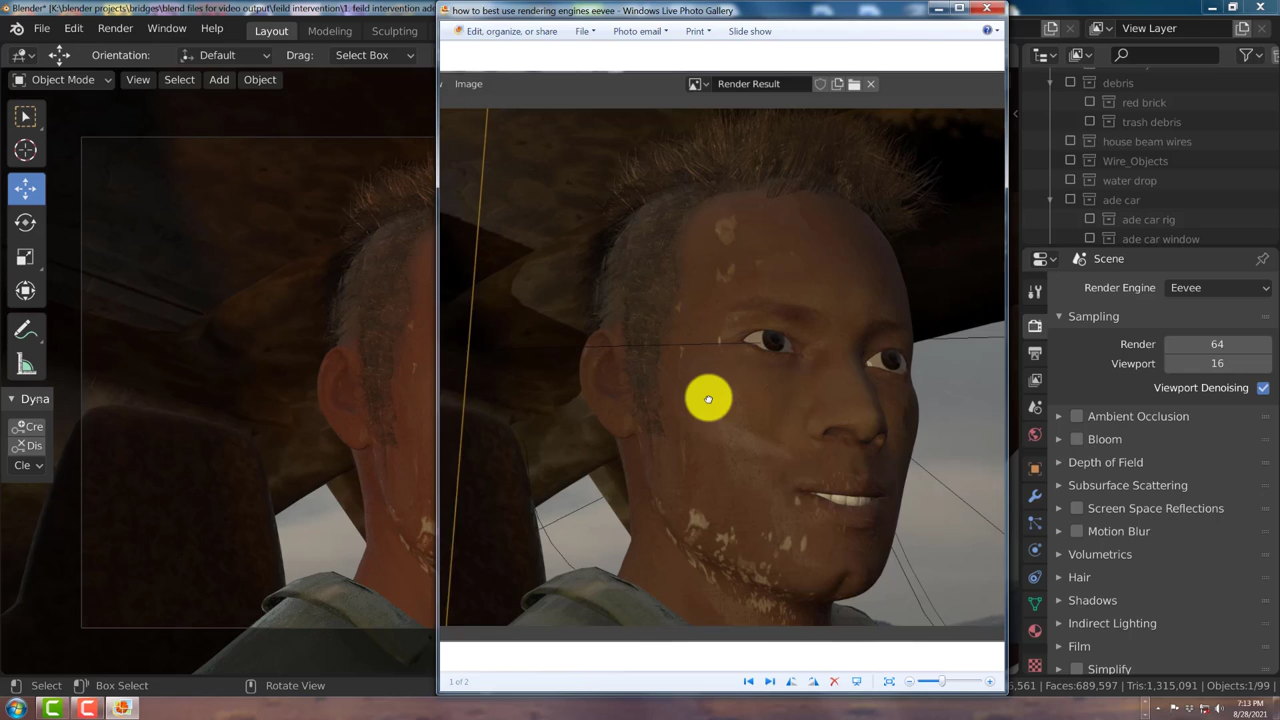 Blender* [K:\blender projects\bridges\blend files for video output\feild intervention\1. feild intervention ad
how to best use rendering engines eevee - Windows Live Photo Gallery
File Edit Render Window Help Layout Modeling Sculpting
Edit, organize, or share File Photo email Print Slide show
View Layer
Orientation: Default Drag: Select Box
Object Mode View Select Add Object
Image Render Result
debris
red brick
trash debris
house beam wires
Wire_Objects
water drop
ade car
ade car rig
ade car window
Scene
Render Engine Eevee
Sampling
Render 64
Viewport 16
Viewport Denoising
Ambient Occlusion
Bloom
Depth of Field
Subsurface Scattering
Screen Space Reflections
Motion Blur
Volumetrics
Hair
Shadows
Indirect Lighting
Film
Simplify
Dyna
Cre
Dis
Cle
1 of 2
Select Box Select Rotate View
5,561 | Faces:689,597 | Tris:1,315,091 | Objects:1/99
7:13 PM
8/28/2021